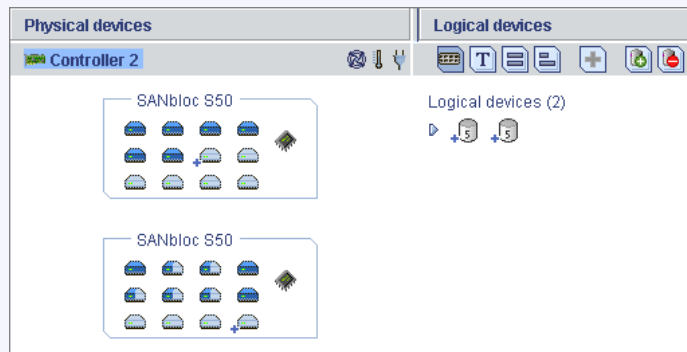 Physical devices
Logical devices
Controller 2
T
SANbloc S50
Logical devices (2)
5 5
SANbloc S50